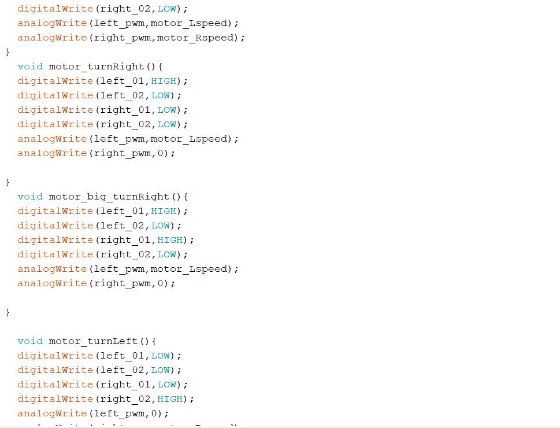 digitalWrite(right_02,LOW);
analogWrite(left_pwm,motor_Lspeed);
analogWrite(right_pwm,motor_Rspeed);
}
void motor_turnRight(){
digitalWrite(left_01,HIGH);
digitalWrite(left_02,LOW);
digitalWrite(right_01,LOW);
digitalWrite(right_02,LOW);
analogWrite(left_pwm,motor_Lspeed);
analogWrite(right_pwm,0);
}
void motor_big_turnRight(){
digitalWrite(left_01,HIGH);
digitalWrite(left_02,LOW);
digitalWrite(right_01,HIGH);
digitalWrite(right_02,LOW);
analogWrite(left_pwm,motor_Lspeed);
analogWrite(right_pwm,0);
}
void motor_turnLeft(){
digitalWrite(left_01,LOW);
digitalWrite(left_02,LOW);
digitalWrite(right_01,LOW);
digitalWrite(right_02,HIGH);
analogWrite(left_pwm,0);